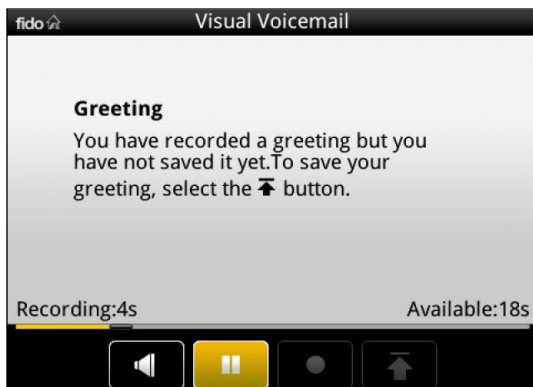 fido
Visual Voicemail
Greeting
You have recorded a greeting but you
have not saved it yet.To save your
greeting, select the button.
Recording:4s
Available:18s